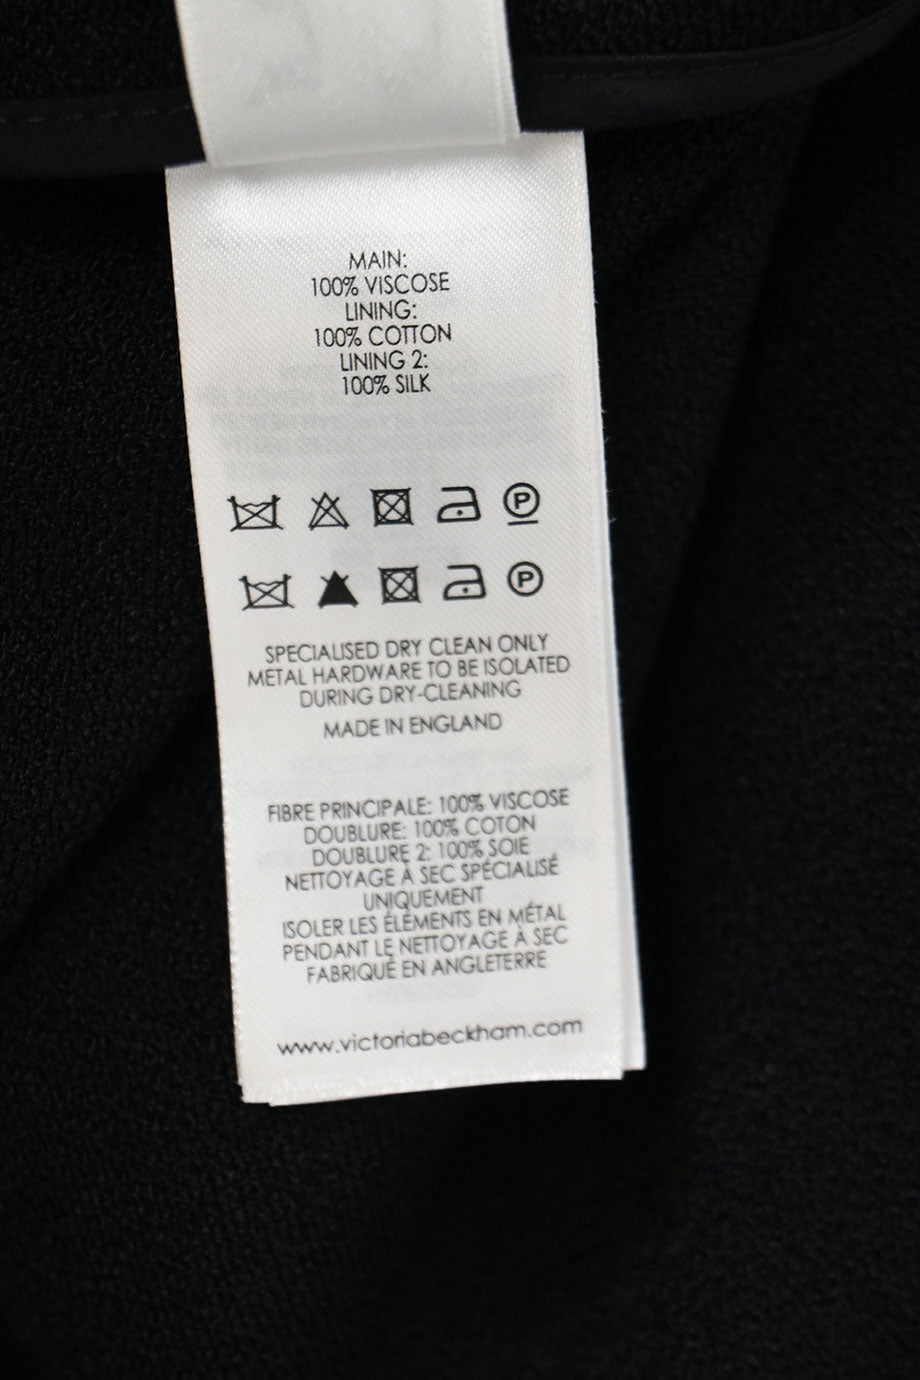 MAIN:
100% VISCOSE
LINING:
100% COTTON
LINING 2:
100% SILK
P
P
SPECIALISED DRY CLEAN ONLY
METAL HARDWARE TO BE ISOLATED
DURING DRY-CLEANING
MADE IN ENGLAND
FIBRE PRINCIPALE: 100% VISCOSE
DOUBLURE: 100% COTON
DOUBLURE 2: 100% SOIE
NETTOYAGE À SEC SPÉCIALISÉ
UNIQUEMENT
ISOLER LES ÉLÉMENTS EN MÉTAL
PENDANT LE NETTOYAGE À SEC
FABRIQUÉ EN ANGLETERRE
www.victoriabeckham.com